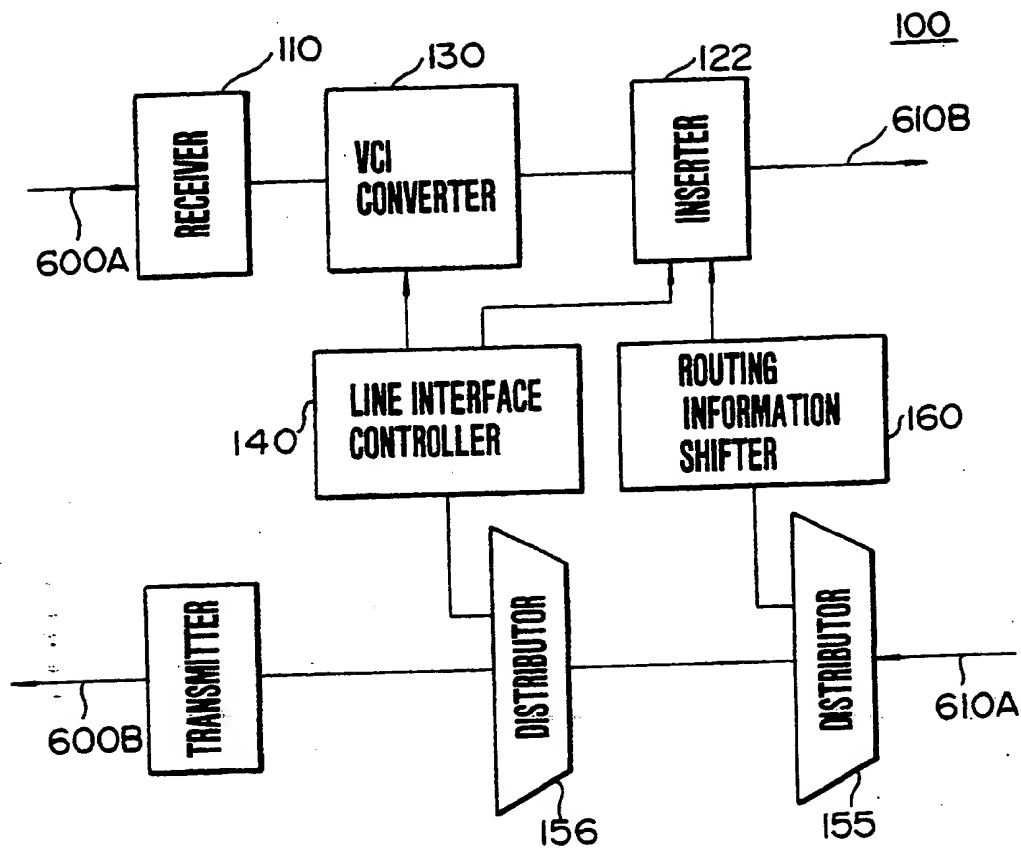 100
110
130
122
610B
RECEIVER
VCI
CONVERTER
INSERTER
600A
LINE INTERFACE
CONTROLLER
140
ROUTING
INFORMATION
SHIFTER
160
TRANSMITTER
DISTRIBUTOR
DISTRIBUTOR
600B
610A
156
155